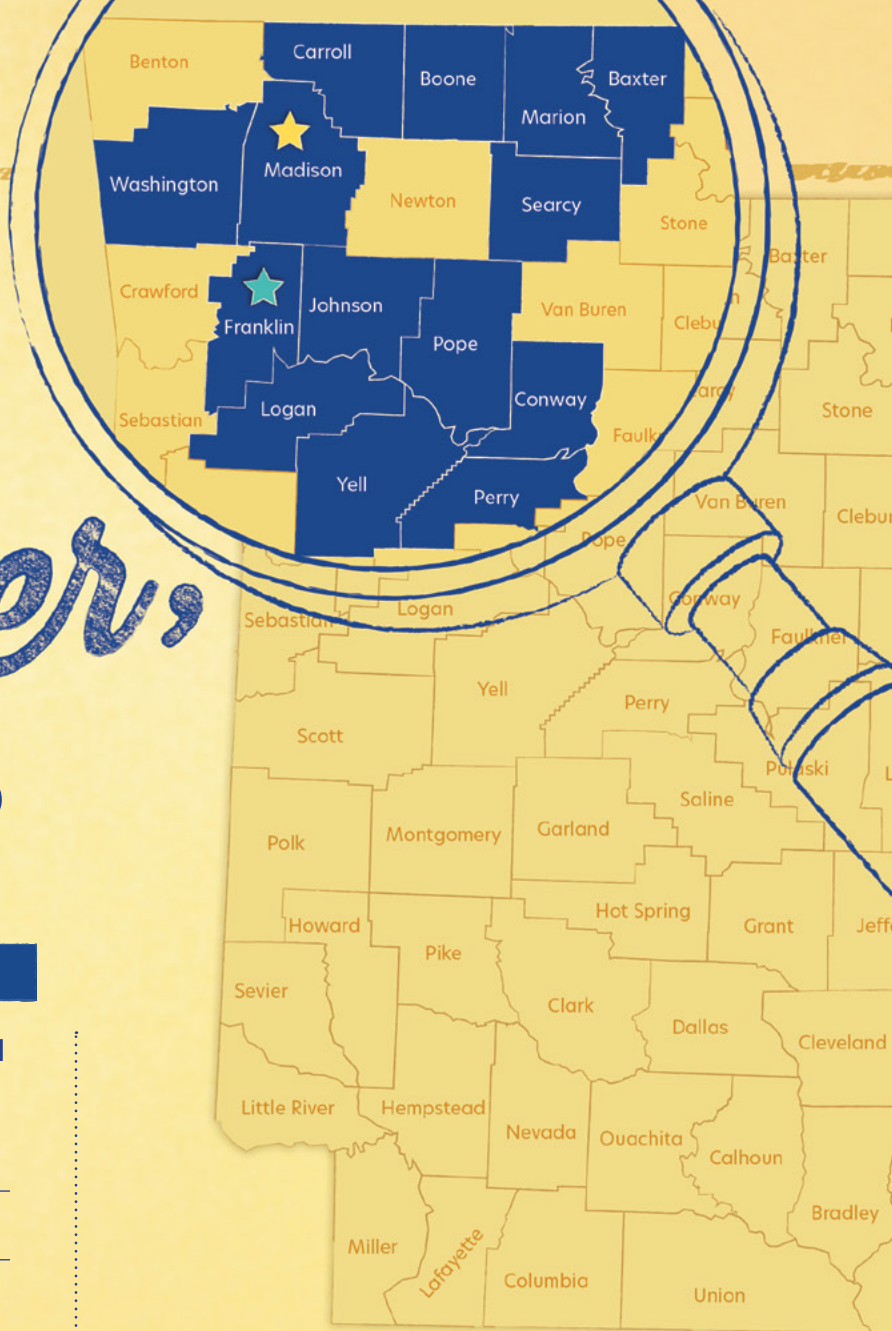 Benton
Carroll
Boone
Baxter
Marion
Madison
Washington
Newton
Searcy
Stone
Baxter
Crawford
Franklin
Johnson
Van Buren
Pope
Stone
Logan
Conway
Sebastian
Yell
Perry
Van Buren
Pope
Conway
Logan
Sebastian
Faulkner
Yell
Perry
Scott
Pulaski
Saline
Polk
Montgomery
Garland
Hot Spring
Howard
Grant
Pike
Sevier
Clark
Dallas
Cleveland
Little River
Hempstead
Nevada
Ouachita
Calhoun
Bradley
Miller
Lafayette
Columbia
Union